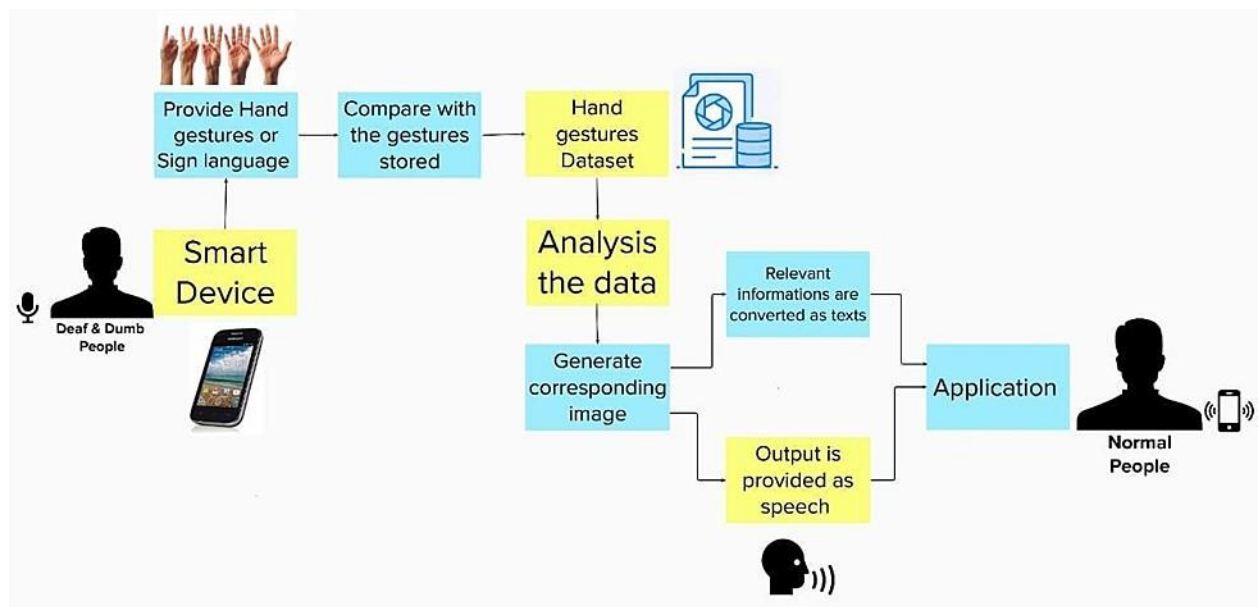 Provide Hand
gestures or
Sign language
Compare with
the gestures
stored
Hand
gestures
Dataset
Smart
Device
Deaf & Dumb
People
Analysis
the data
Generate
corresponding
image
Relevant
informations are
converted as texts
Output is
provided as
speech
Application
Normal
People